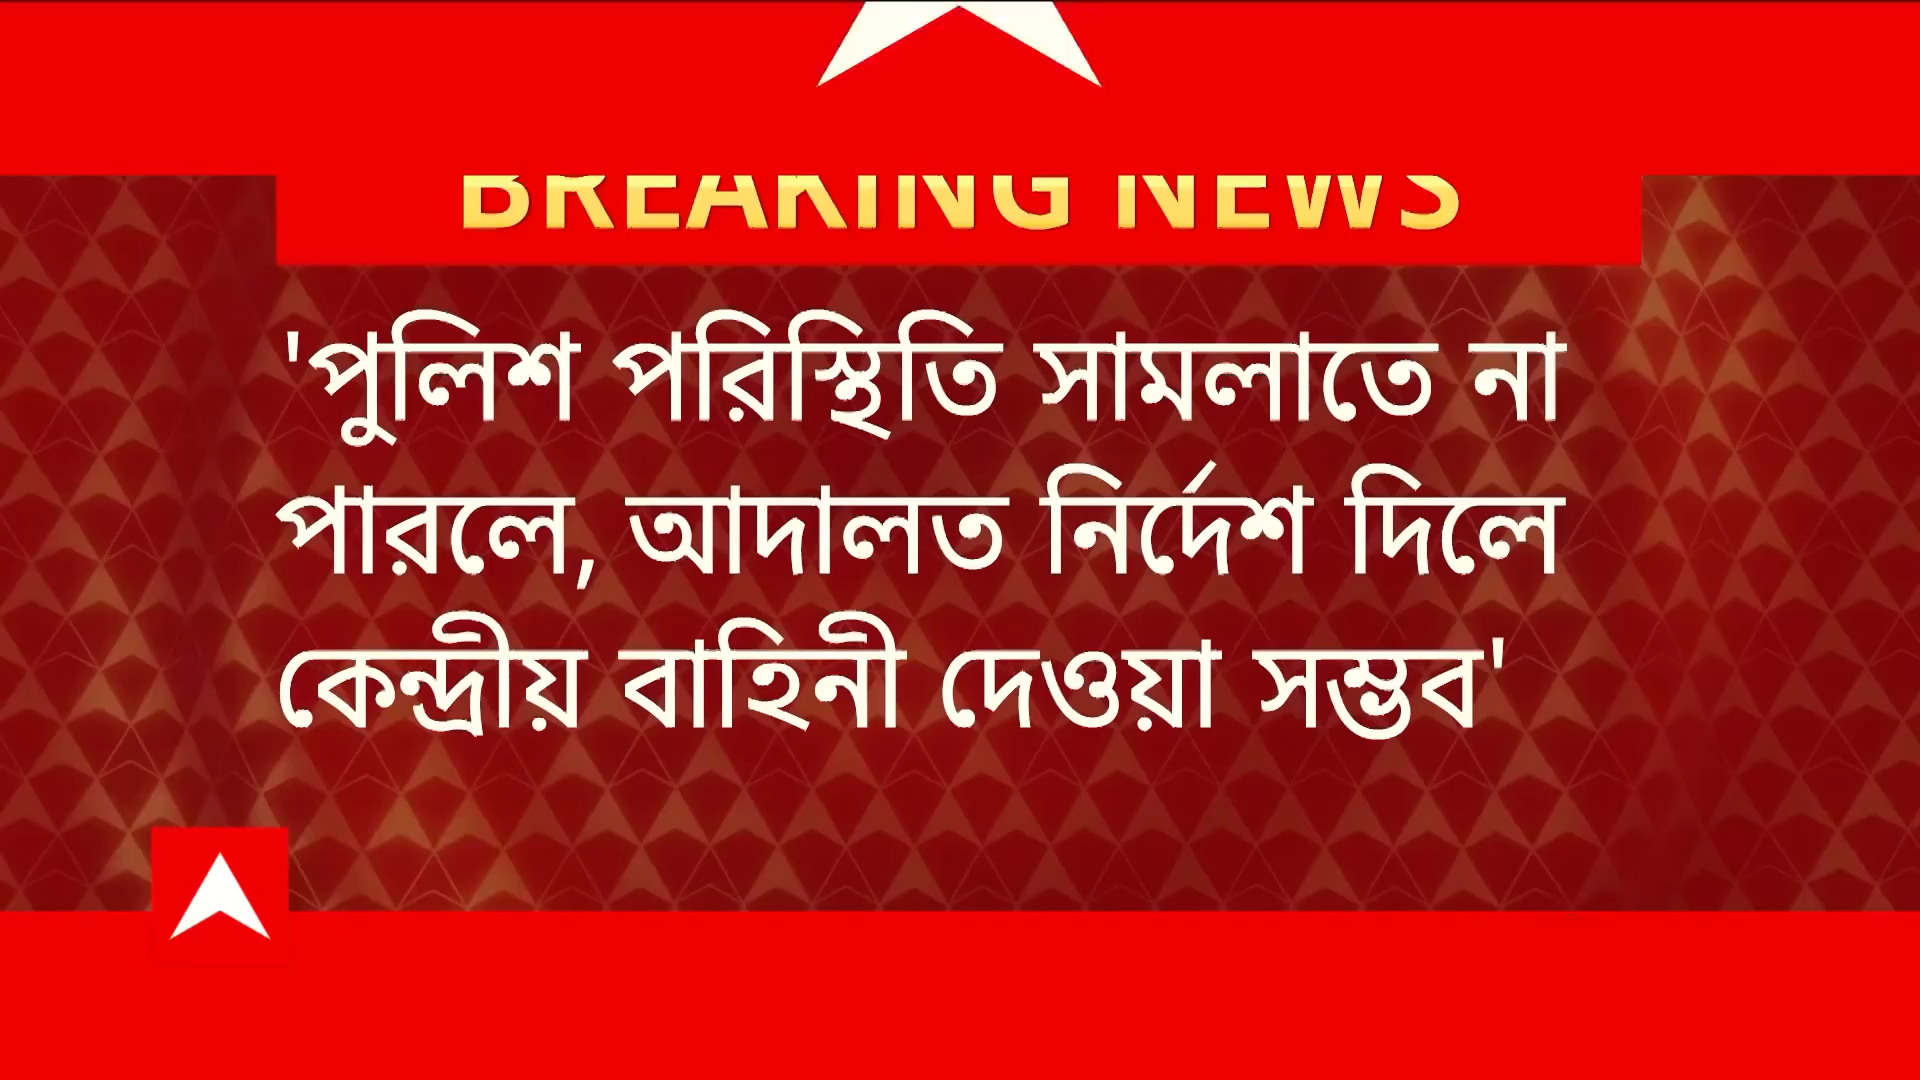 BREAKING NEWS
'পুলিশ পরিস্থিতি সামলাতে না
পারলে, আদালত নির্দেশ দিলে
কেন্দ্রীয় বাহিনী দেওয়া সম্ভব'